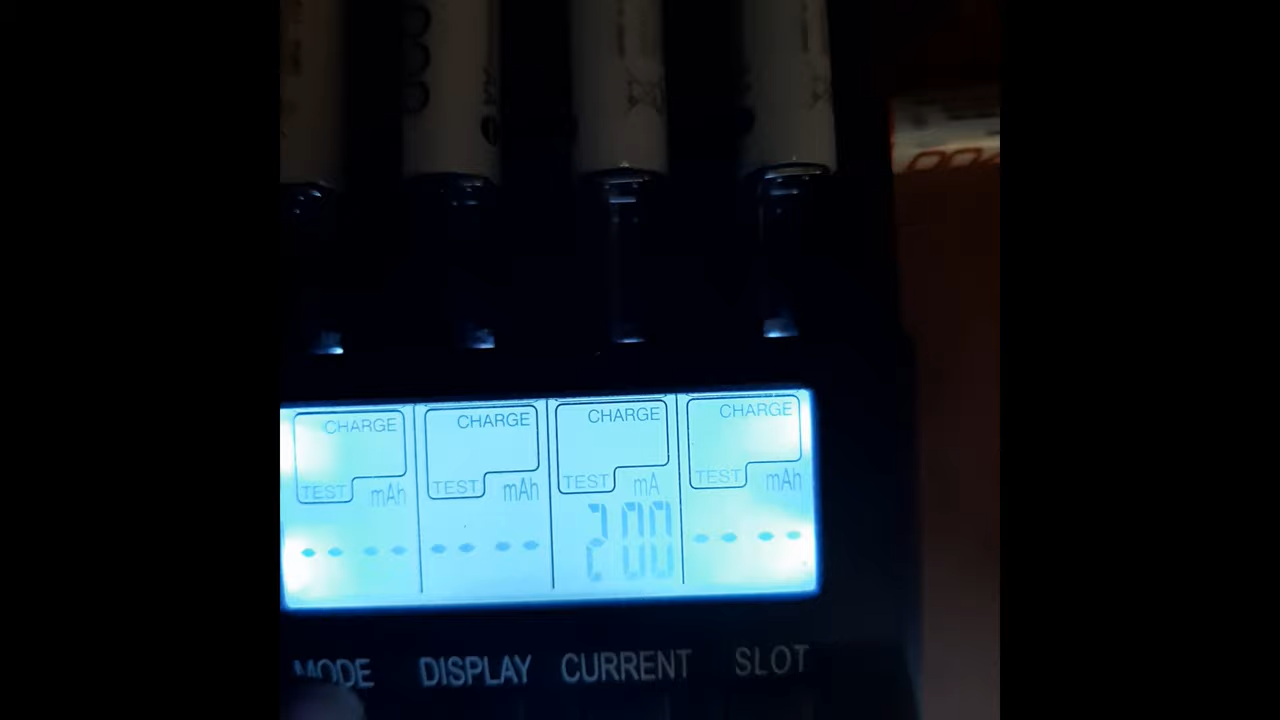 CHARGE CHARGE CHARGE CHARGE
TEST TEST TEST TEST
mAh mAh mA mAh
-- -- -- -- 200 -- --
MODE DISPLAY CURRENT SLOT